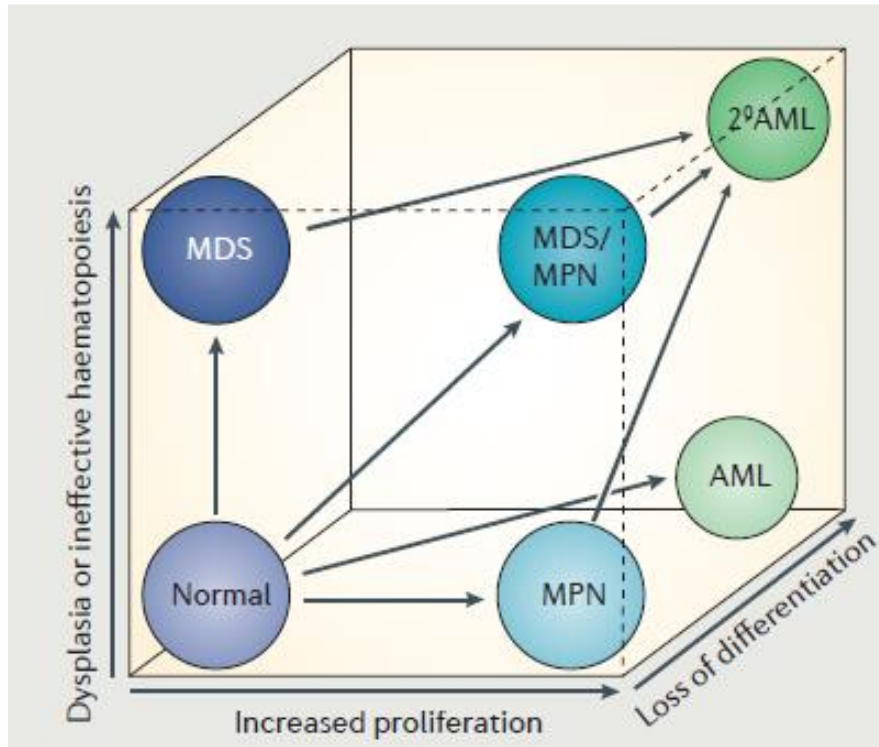 2ºAML
MDS
MDS/
MPN
AML
Normal
MPN
Dysplasia or ineffective haematopoiesis
Increased proliferation
Loss of differentiation